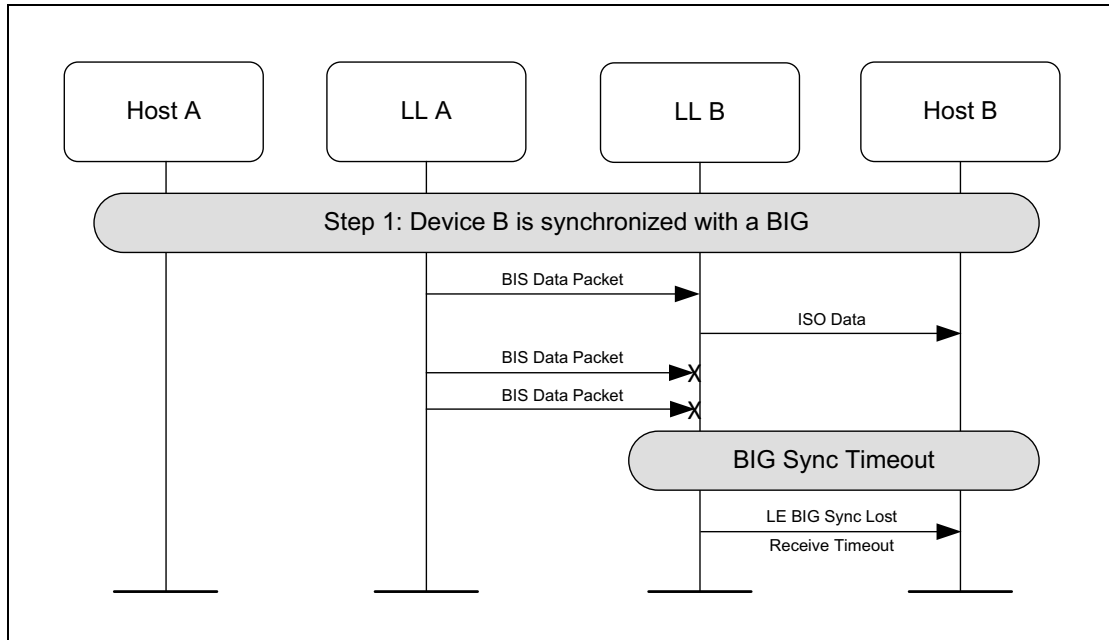 Host A
LL A
LL B
Host B
Step 1: Device B is synchronized with a BIG
BIS Data Packet
ISO Data
BIS Data Packet
BIS Data Packet
BIG Sync Timeout
LE BIG Sync Lost
Receive Timeout